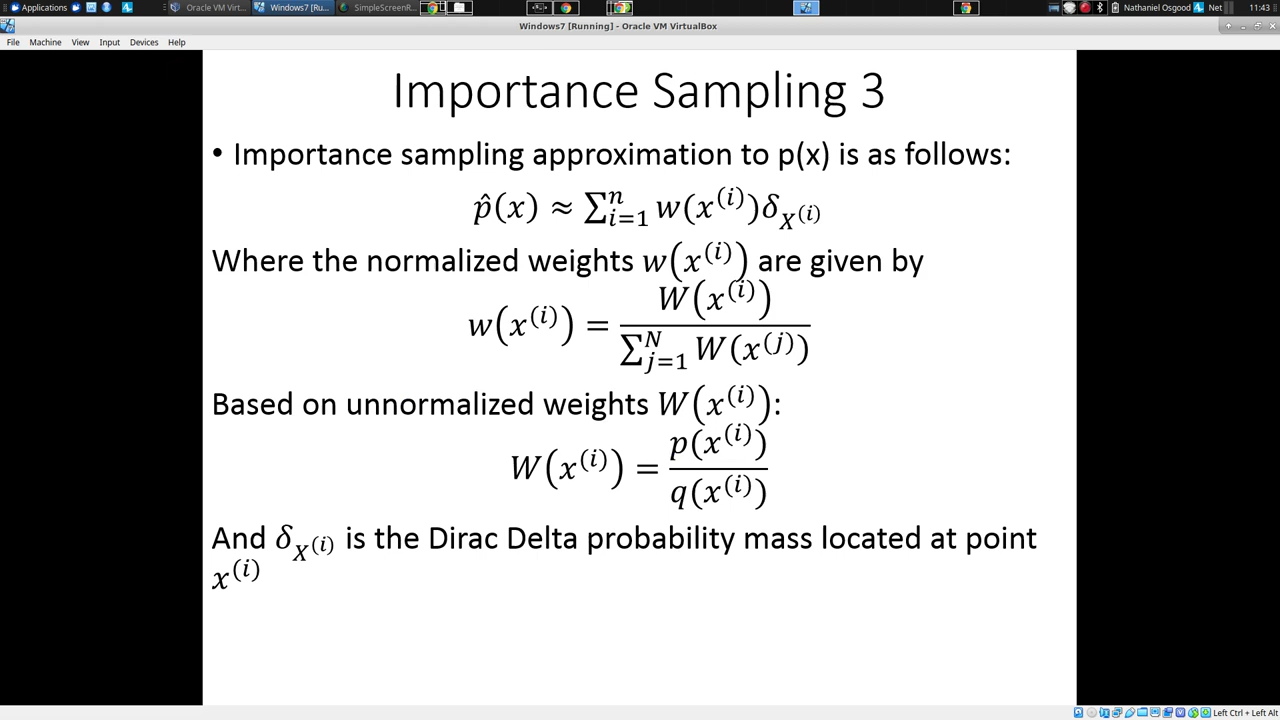 Applications
Oracle VM Virt...
Windows7 [Ru...
SimpleScreenR...
Nathaniel Osgood
Net
11:43
Windows7 [Running] - Oracle VM VirtualBox
File Machine View Input Devices Help
Importance Sampling 3
• Importance sampling approximation to p(x) is as follows:
p̂(x) ≈ ∑ᵢ₌₁ⁿ w(x⁽ⁱ⁾)δ_X⁽ⁱ⁾
Where the normalized weights w(x⁽ⁱ⁾) are given by
w(x⁽ⁱ⁾) = W(x⁽ⁱ⁾) / ∑_{j=1}^N W(x⁽ʲ⁾)
Based on unnormalized weights W(x⁽ⁱ⁾):
W(x⁽ⁱ⁾) = p(x⁽ⁱ⁾) / q(x⁽ⁱ⁾)
And δ_X⁽ⁱ⁾ is the Dirac Delta probability mass located at point
x⁽ⁱ⁾
Left Ctrl + Left Alt